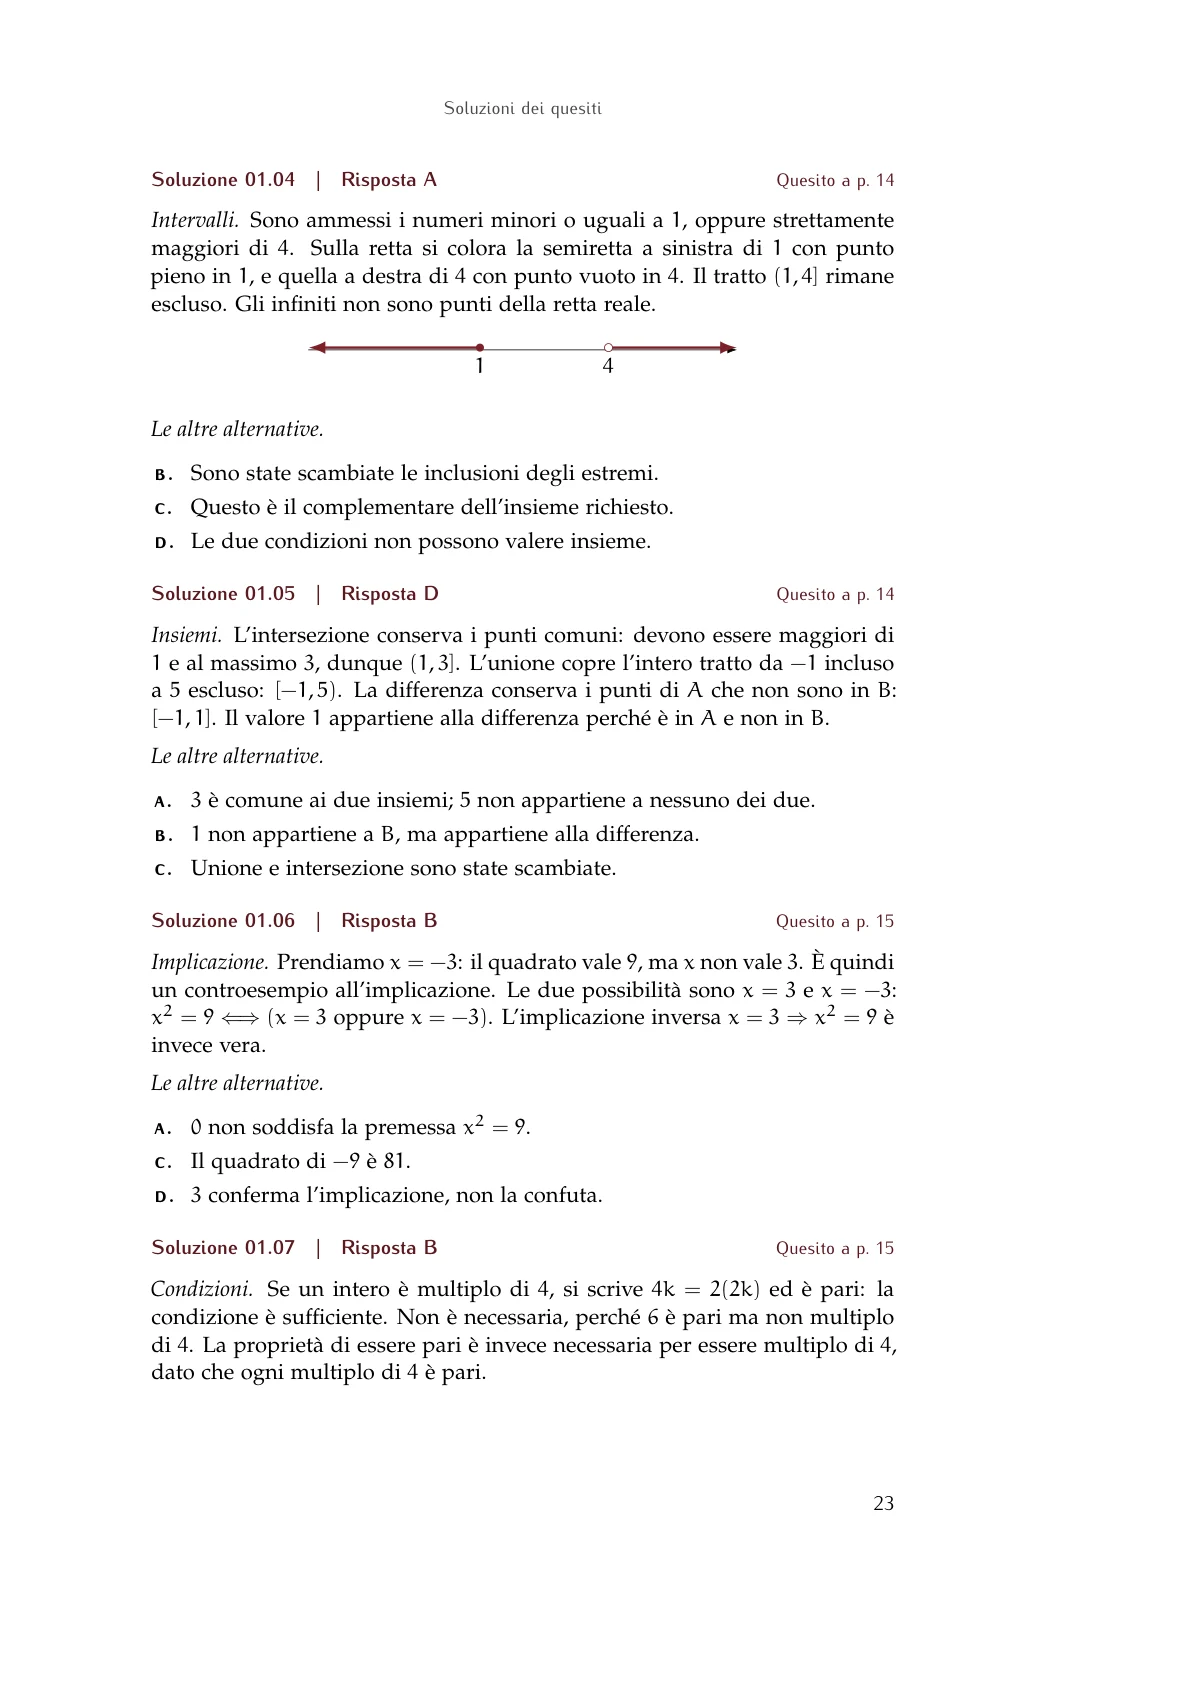 Soluzioni dei quesiti
Soluzione 01.04 | Risposta A Quesito a p. 14
Intervalli. Sono ammessi i numeri minori o uguali a 1, oppure strettamente
maggiori di 4. Sulla retta si colora la semiretta a sinistra di 1 con punto
pieno in 1, e quella a destra di 4 con punto vuoto in 4. Il tratto (1, 4] rimane
escluso. Gli infiniti non sono punti della retta reale.
1 4
Le altre alternative.
B. Sono state scambiate le inclusioni degli estremi.
C. Questo è il complementare dell'insieme richiesto.
D. Le due condizioni non possono valere insieme.
Soluzione 01.05 | Risposta D Quesito a p. 14
Insiemi. L'intersezione conserva i punti comuni: devono essere maggiori di
1 e al massimo 3, dunque (1, 3]. L'unione copre l'intero tratto da −1 incluso
a 5 escluso: [−1, 5). La differenza conserva i punti di A che non sono in B:
[−1, 1]. Il valore 1 appartiene alla differenza perché è in A e non in B.
Le altre alternative.
A. 3 è comune ai due insiemi; 5 non appartiene a nessuno dei due.
B. 1 non appartiene a B, ma appartiene alla differenza.
C. Unione e intersezione sono state scambiate.
Soluzione 01.06 | Risposta B Quesito a p. 15
Implicazione. Prendiamo x = −3: il quadrato vale 9, ma x non vale 3. È quindi
un controesempio all'implicazione. Le due possibilità sono x = 3 e x = −3:
x² = 9 ⟺ (x = 3 oppure x = −3). L'implicazione inversa x = 3 ⇒ x² = 9 è
invece vera.
Le altre alternative.
A. 0 non soddisfa la premessa x² = 9.
C. Il quadrato di −9 è 81.
D. 3 conferma l'implicazione, non la confuta.
Soluzione 01.07 | Risposta B Quesito a p. 15
Condizioni. Se un intero è multiplo di 4, si scrive 4k = 2(2k) ed è pari: la
condizione è sufficiente. Non è necessaria, perché 6 è pari ma non multiplo
di 4. La proprietà di essere pari è invece necessaria per essere multiplo di 4,
dato che ogni multiplo di 4 è pari.
23